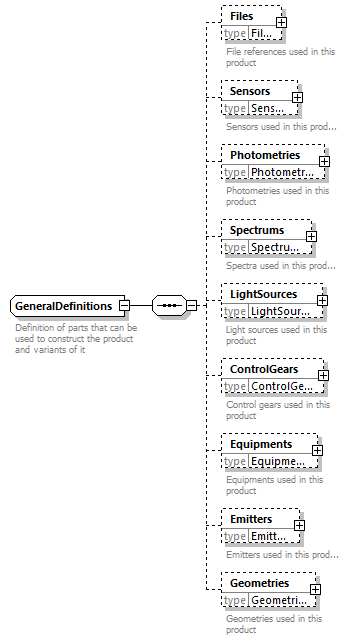 Files
type Fil...
File references used in this
product
Sensors
type Sens...
Sensors used in this prod...
Photometries
type Photometr...
Photometries used in this
product
Spectrums
type Spectru...
Spectra used in this prod...
GeneralDefinitions
Definition of parts that can be
used to construct the product
and variants of it
LightSources
type LightSour...
Light sources used in this
product
ControlGears
type ControlGe...
Control gears used in this
product
Equipments
type Equipme...
Equipments used in this
product
Emitters
type Emitt...
Emitters used in this prod...
Geometries
type Geometri...
Geometries used in this
product